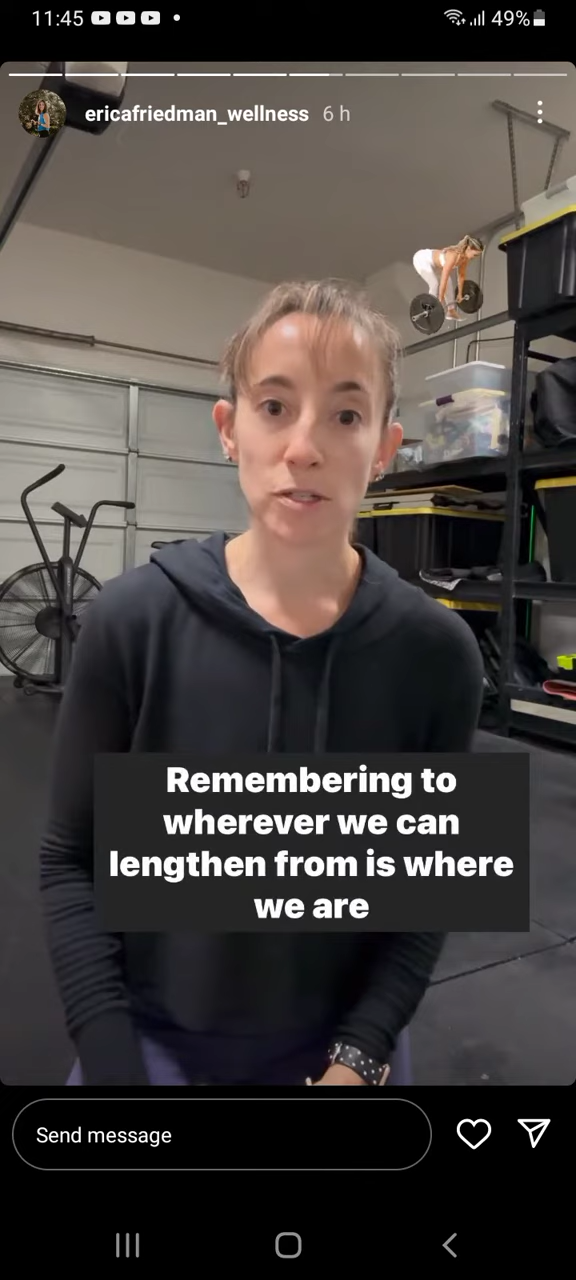 11:45
49%
ericafriedman_wellness 6 h
Remembering to
wherever we can
lengthen from is where
we are
Send message